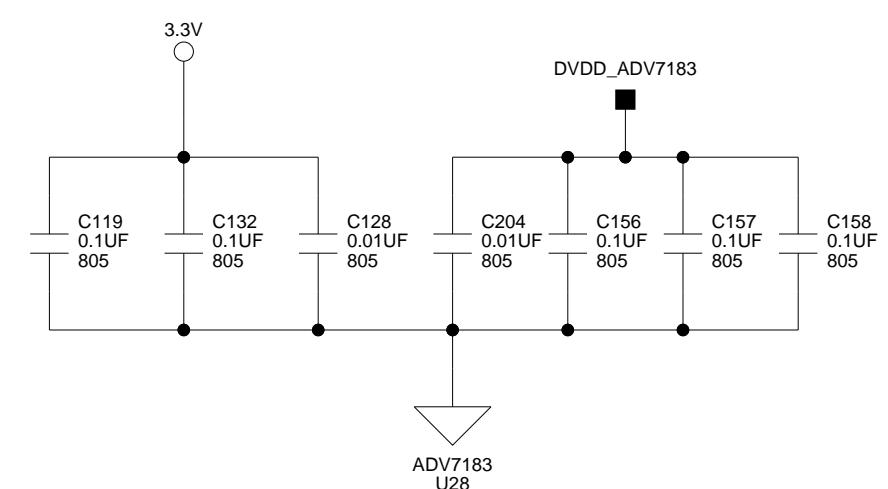 3.3V
DVDD_ADV7183
C119
0.1UF
805
C132
0.1UF
805
C128
0.01UF
805
C204
0.01UF
805
C156
0.1UF
805
C157
0.1UF
805
C158
0.1UF
805
ADV7183
U28